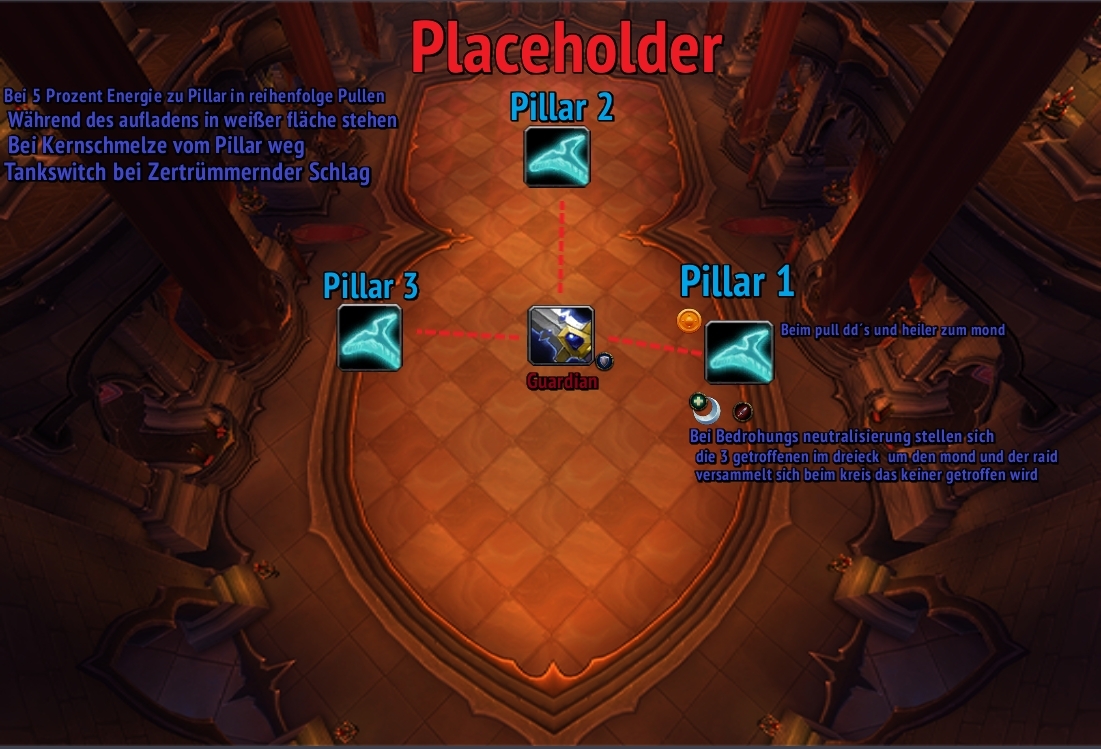 Placeholder
Bei 5 Prozent Energie zu Pillar in reihenfolge Pullen
Während des aufladens in weißer fläche stehen
Bei Kernschmelze vom Pillar weg
Tankswitch bei Zertrümmernder Schlag
Pillar 2
Pillar 3
Pillar 1
Beim pull dd´s und heiler zum mond
Guardian
Bei Bedrohungs neutralisierung stellen sich
die 3 getroffenen im dreieck um den mond und der raid
versammelt sich beim kreis das keiner getroffen wird